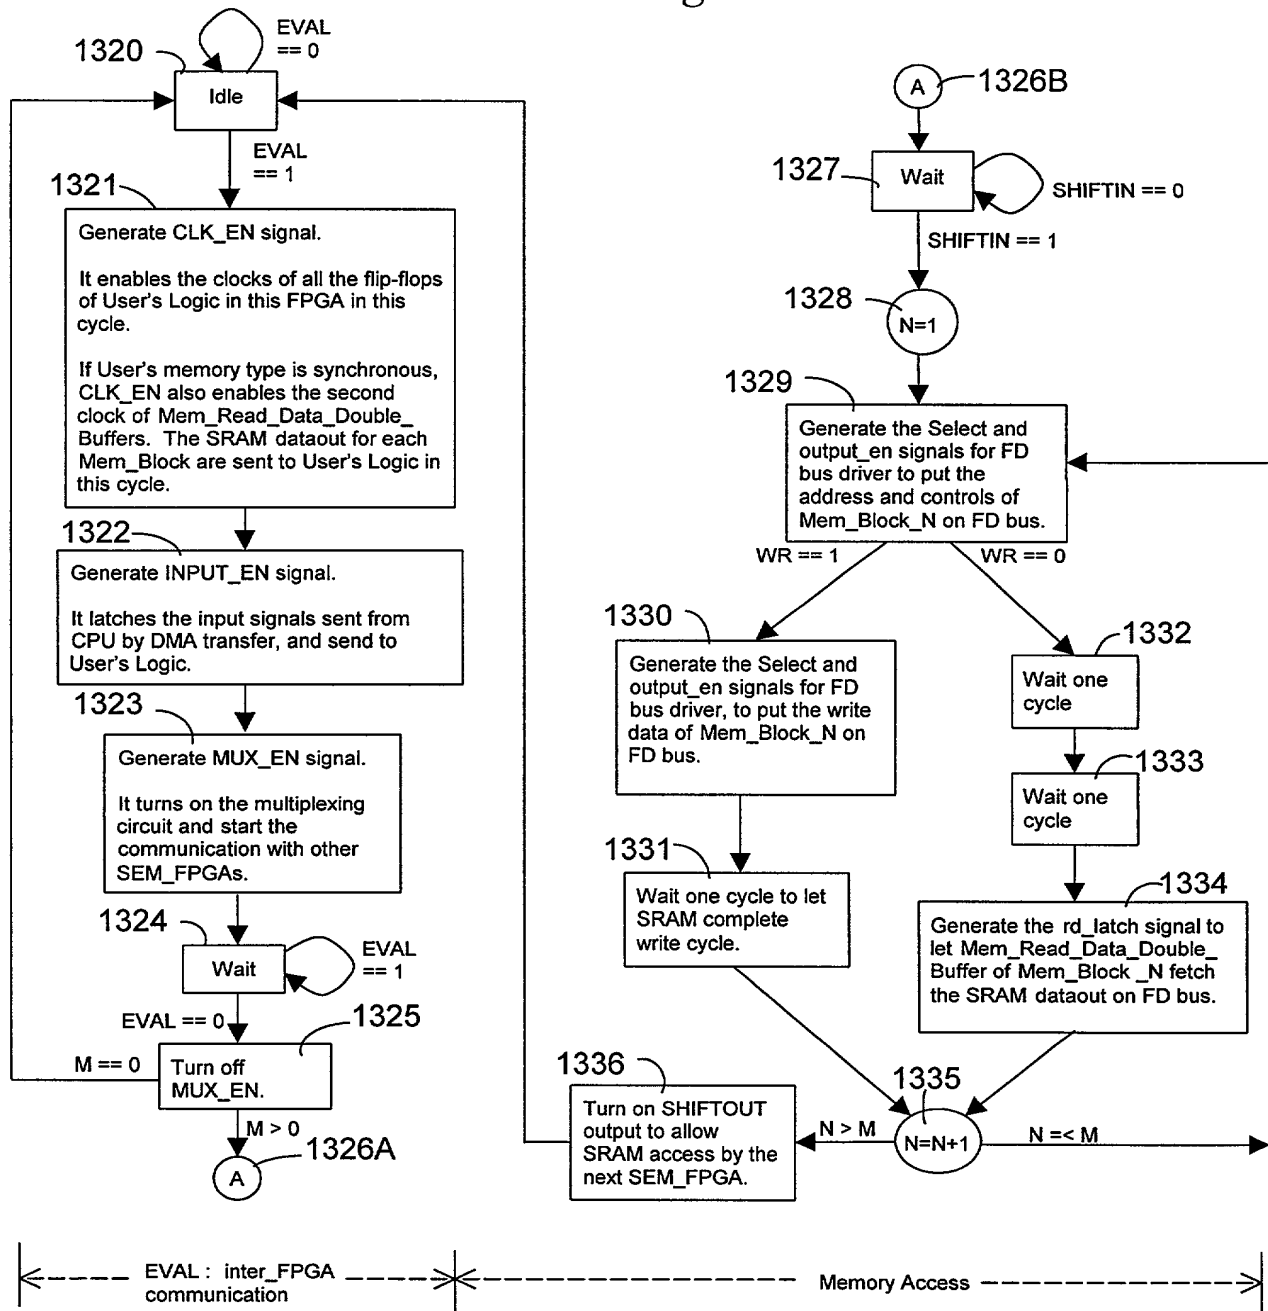 EVAL
== 0
1320
Idle
EVAL
== 1
1321
Generate CLK_EN signal.
It enables the clocks of all the flip-flops
of User's Logic in this FPGA in this
cycle.
If User's memory type is synchronous,
CLK_EN also enables the second
clock of Mem_Read_Data_Double_
Buffers. The SRAM dataout for each
Mem_Block are sent to User's Logic in
this cycle.
1322
Generate INPUT_EN signal.
It latches the input signals sent from
CPU by DMA transfer, and send to
User's Logic.
1323
Generate MUX_EN signal.
It turns on the multiplexing
circuit and start the
communication with other
SEM_FPGAs.
1324
Wait
EVAL
== 1
EVAL == 0
1325
M == 0
Turn off
MUX_EN.
M > 0
1326A
A
A
1326B
1327
Wait
SHIFTIN == 0
SHIFTIN == 1
1328
N=1
1329
Generate the Select and
output_en signals for FD
bus driver to put the
address and controls of
Mem_Block_N on FD bus.
WR == 1
WR == 0
1330
Generate the Select and
output_en signals for FD
bus driver, to put the write
data of Mem_Block_N on
FD bus.
1331
Wait one cycle to let
SRAM complete
write cycle.
1332
Wait one
cycle
1333
Wait one
cycle
1334
Generate the rd_latch signal to
let Mem_Read_Data_Double_
Buffer of Mem_Block _N fetch
the SRAM dataout on FD bus.
1335
N=N+1
N > M
N =< M
1336
Turn on SHIFTOUT
output to allow
SRAM access by the
next SEM_FPGA.
EVAL : inter_FPGA
communication
Memory Access